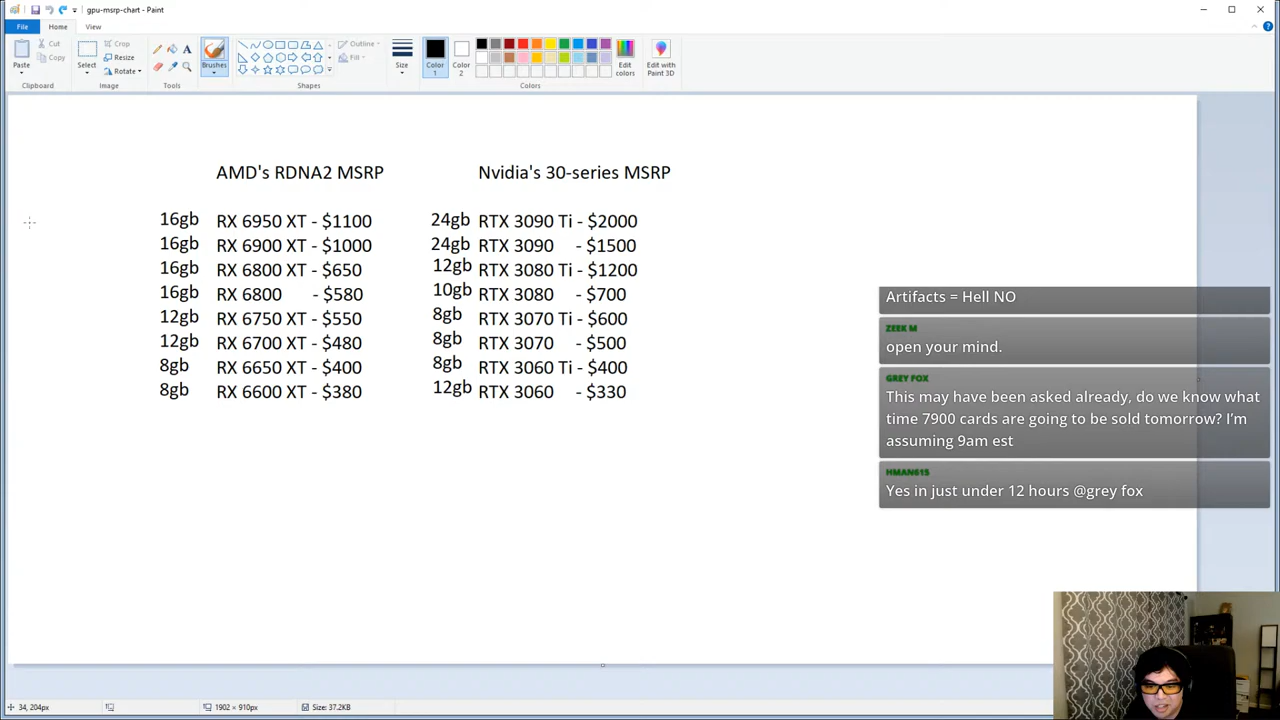 gpu-msrp-chart - Paint
File Home View
Paste
Cut
Copy
Clipboard
Select
Crop
Resize
Rotate
Image
A
Tools
Brushes
Outline
Fill
Shapes
Size
Color 1
Color 2
Edit colors
Colors
Edit with Paint 3D
AMD's RDNA2 MSRP
16gb RX 6950 XT - $1100
16gb RX 6900 XT - $1000
16gb RX 6800 XT - $650
16gb RX 6800 - $580
12gb RX 6750 XT - $550
12gb RX 6700 XT - $480
8gb RX 6650 XT - $400
8gb RX 6600 XT - $380
Nvidia's 30-series MSRP
24gb RTX 3090 Ti - $2000
24gb RTX 3090 - $1500
12gb RTX 3080 Ti - $1200
10gb RTX 3080 - $700
8gb RTX 3070 Ti - $600
8gb RTX 3070 - $500
8gb RTX 3060 Ti - $400
12gb RTX 3060 - $330
Artifacts = Hell NO
ZEEK M
open your mind.
GREY FOX
This may have been asked already, do we know what
time 7900 cards are going to be sold tomorrow? I'm
assuming 9am est
HMAN615
Yes in just under 12 hours @grey fox
34, 204px
1902 × 910px
Size: 37.2KB